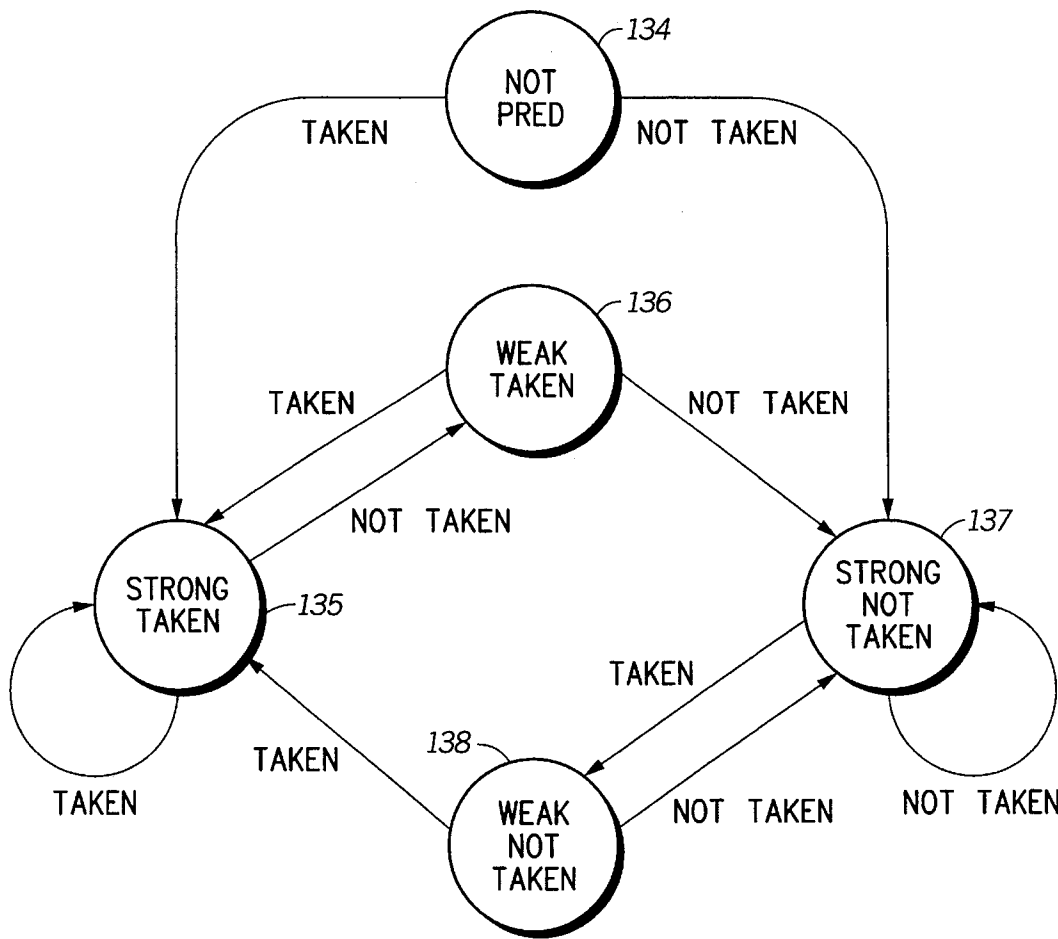 134
NOT
PRED
TAKEN
NOT TAKEN
136
WEAK
TAKEN
TAKEN
NOT TAKEN
NOT TAKEN
137
STRONG
TAKEN
135
STRONG
NOT
TAKEN
TAKEN
138
TAKEN
WEAK
NOT
TAKEN
NOT TAKEN
TAKEN
NOT TAKEN